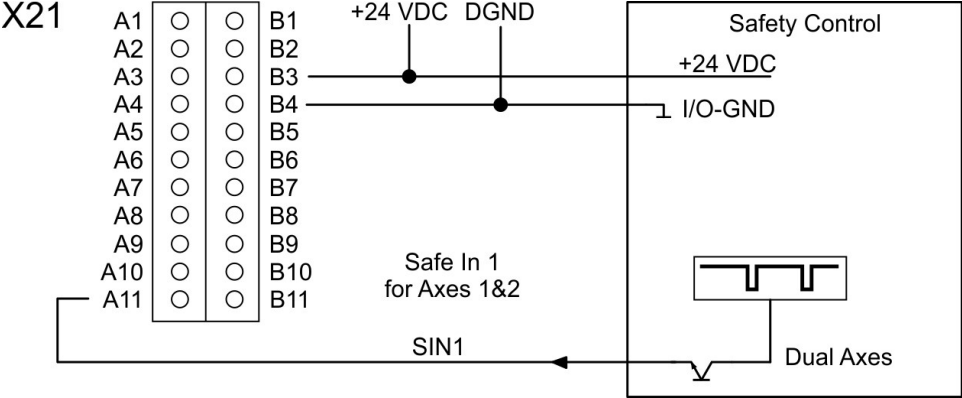 X21
+24 VDC DGND
Safety Control
A1 B1
A2 B2
A3 B3
+24 VDC
A4 B4
I/O-GND
A5 B5
A6 B6
A7 B7
A8 B8
A9 B9
A10 B10
A11 B11
Safe In 1
for Axes 1&2
SIN1
Dual Axes